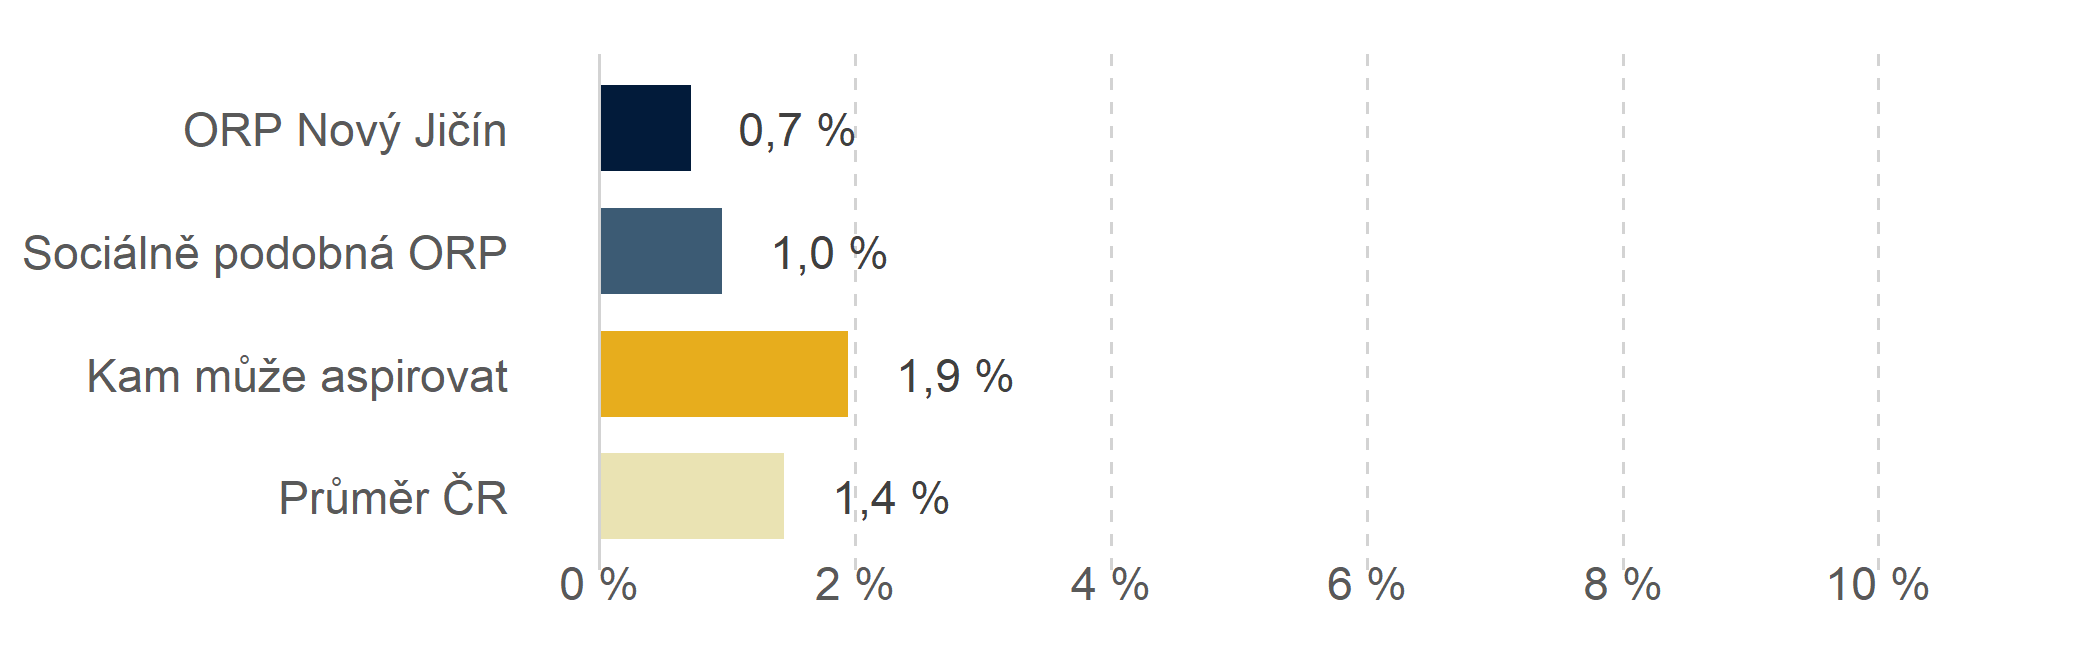 ORP Nový Jičín
0,7 %
Sociálně podobná ORP
1,0 %
Kam může aspirovat
1,9 %
Průměr ČR
1,4 %
0 % 2 % 4 % 6 % 8 % 10 %